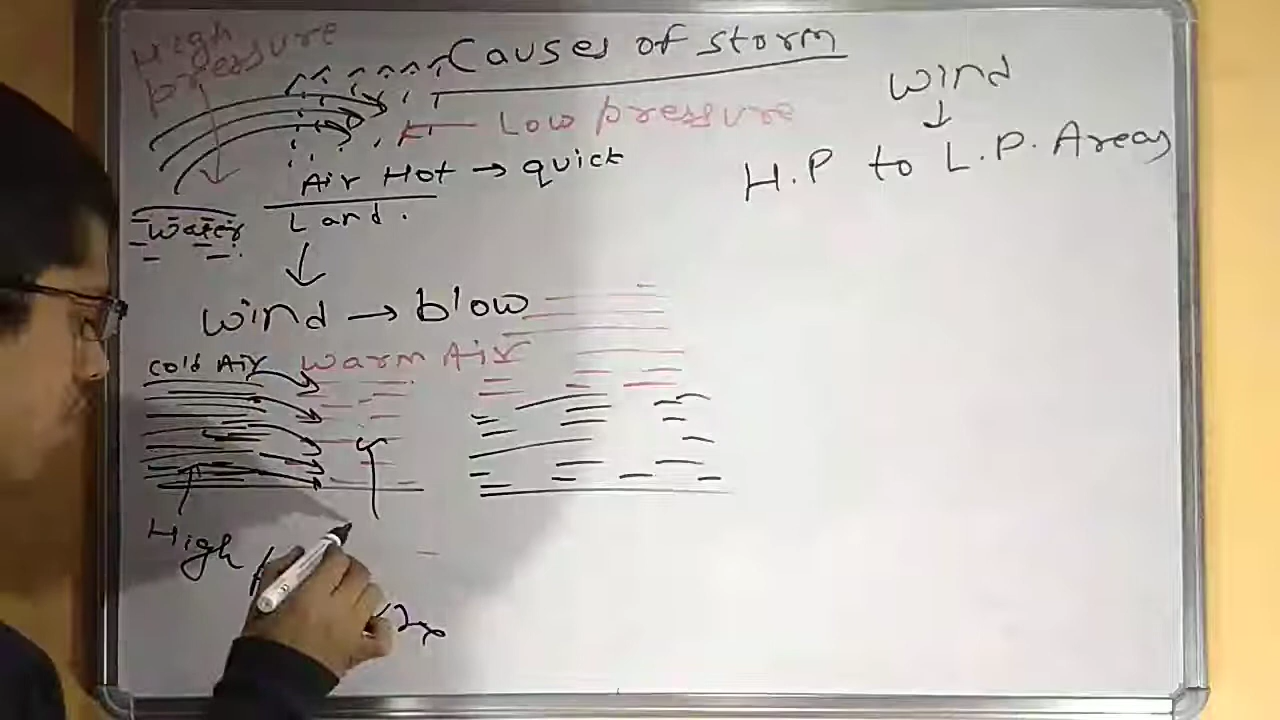 High
pressure
Causes of storm
Low pressure
Air Hot → quick
Land.
Water
wind → blow
cold Air
Warm Air
High
wind
↓
H.P to L.P. Areas